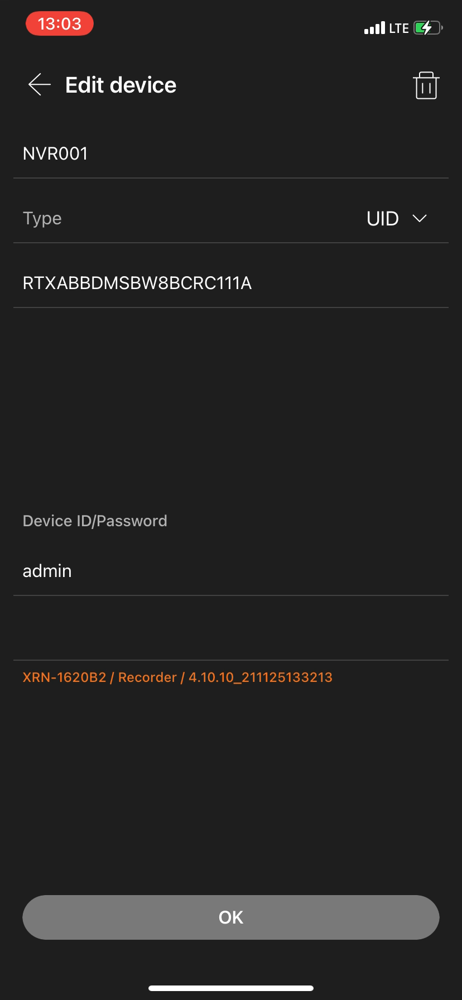 13:03
LTE
Edit device
NVR001
Type UID
RTXABBDMSBW8BCRC111A
Device ID/Password
admin
XRN-1620B2 / Recorder / 4.10.10_211125133213
OK